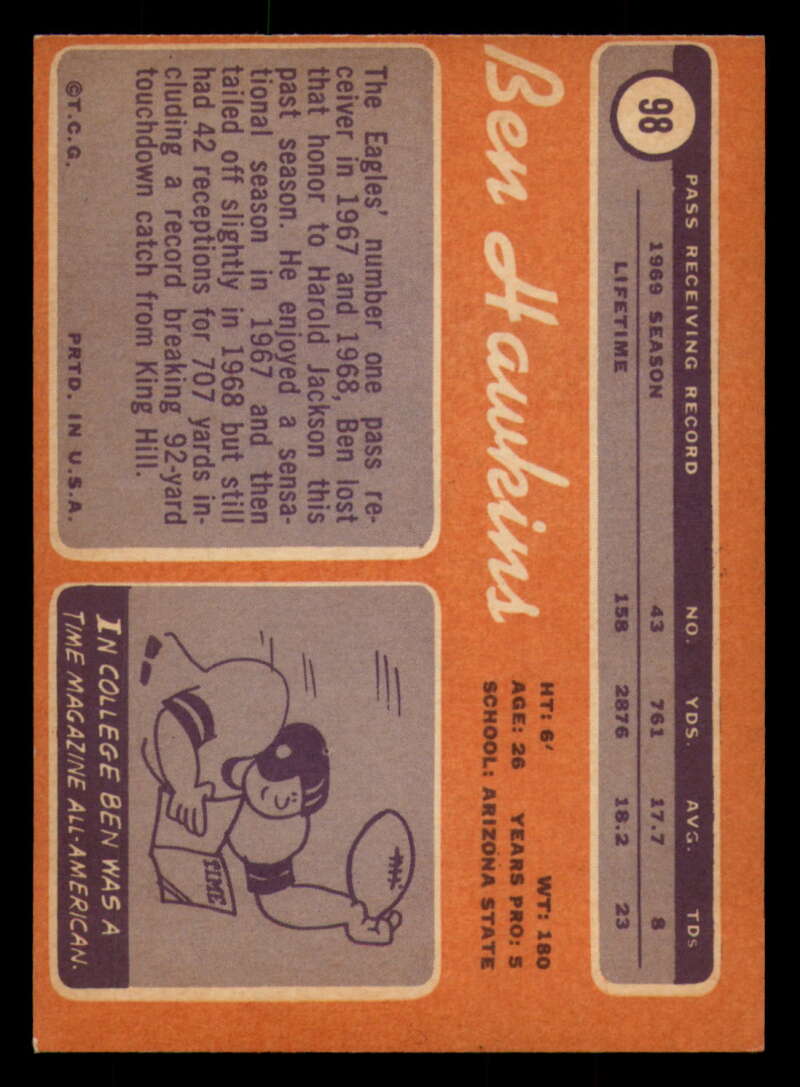 98
PASS RECEIVING RECORD NO. YDS. AVG. TDs
1969 SEASON 43 761 17.7 8
LIFETIME 158 2876 18.2 23
Ben Hawkins
HT: 6′ WT: 180
AGE: 26 YEARS PRO: 5
SCHOOL: ARIZONA STATE
The Eagles' number one pass re-
ceiver in 1967 and 1968, Ben lost
that honor to Harold Jackson this
past season. He enjoyed a sensa-
tional season in 1967 and then
tailed off slightly in 1968 but still
had 42 receptions for 707 yards in-
cluding a record breaking 92-yard
touchdown catch from King Hill.
©T.C.G. PRTD. IN U.S.A.
TIME
IN COLLEGE BEN WAS A
TIME MAGAZINE ALL-AMERICAN.